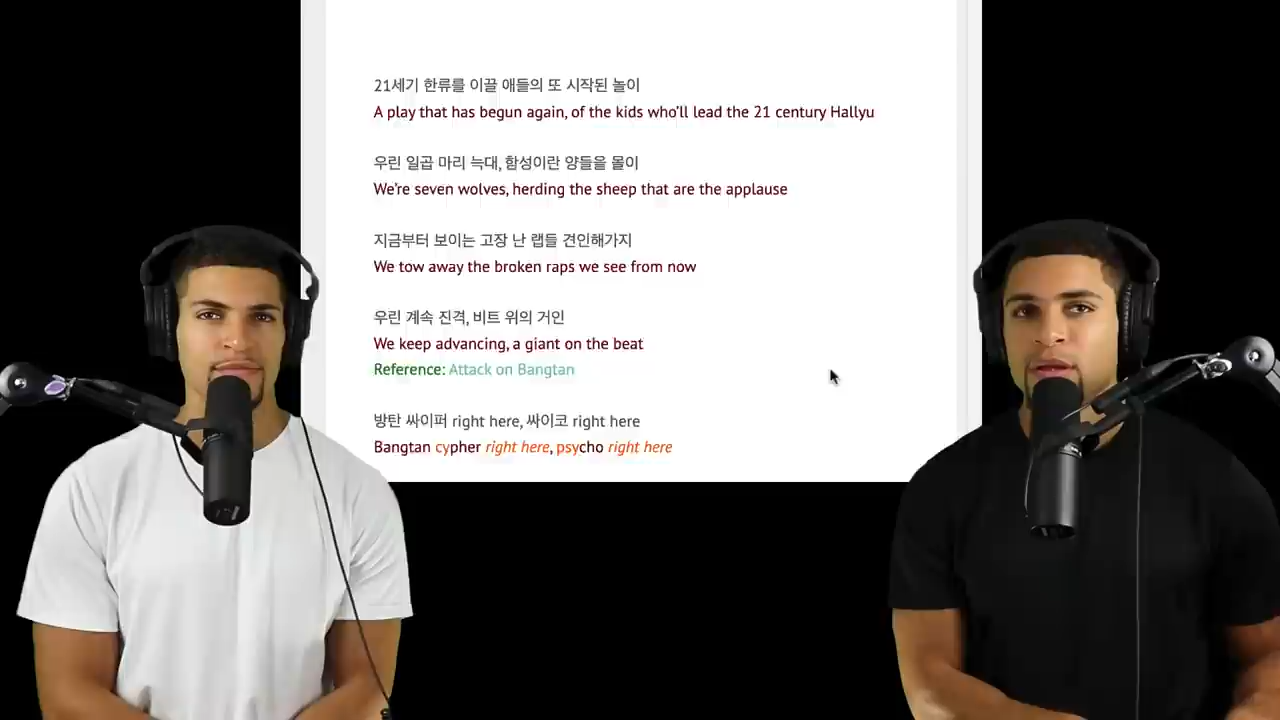 21세기 한류를 이끌 애들의 또 시작된 놀이
A play that has begun again, of the kids who'll lead the 21 century Hallyu
우린 일곱 마리 늑대, 함성이란 양들을 몰이
We're seven wolves, herding the sheep that are the applause
지금부터 보이는 고장 난 랩들 견인해가지
We tow away the broken raps we see from now
우린 계속 진격, 비트 위의 거인
We keep advancing, a giant on the beat
Reference: Attack on Bangtan
방탄 싸이퍼 right here, 싸이코 right here
Bangtan cypher right here, psycho right here